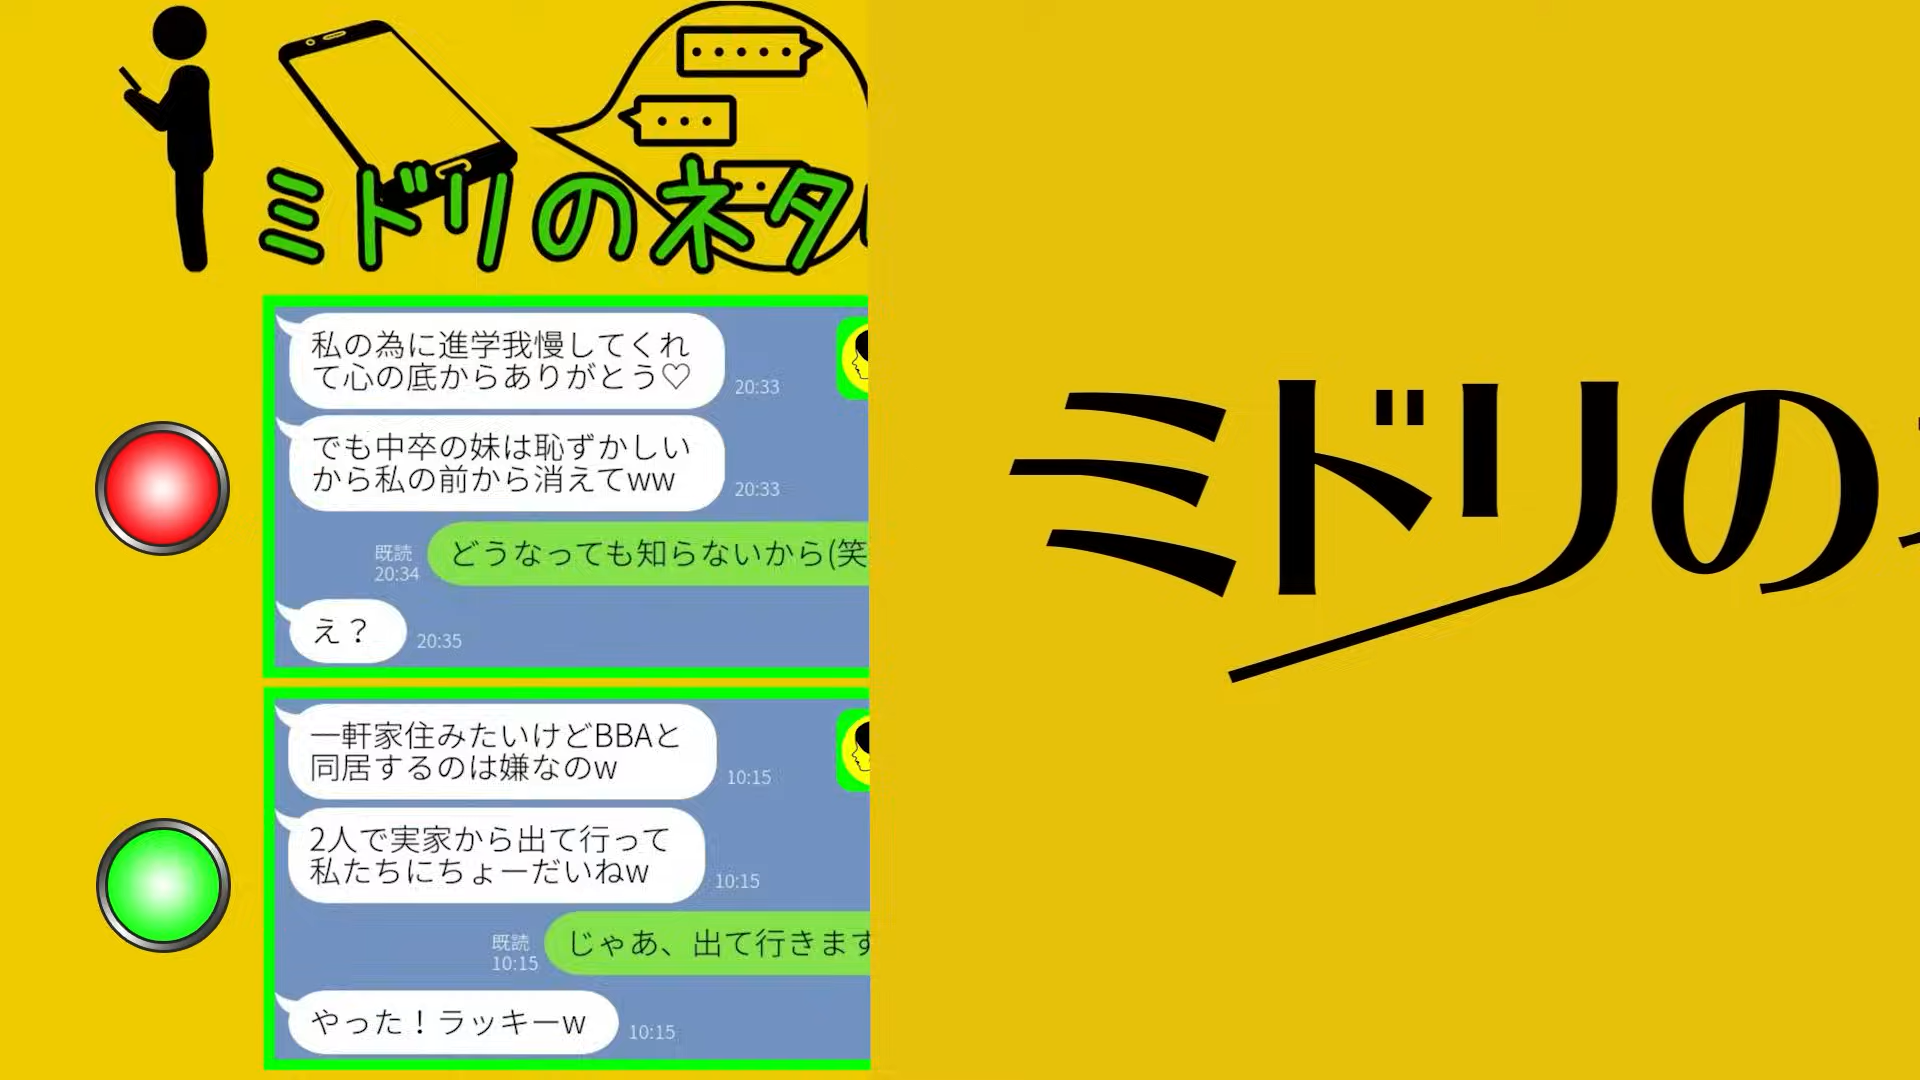 ミドリのネタ
私の為に進学我慢してくれ
て心の底からありがとう♡
20:33
でも中卒の妹は恥ずかしい
から私の前から消えてww
20:33
既読
20:34
どうなっても知らないから(笑
え？
20:35
一軒家住みたいけどBBAと
同居するのは嫌なのw
10:15
2人で実家から出て行って
私たちにちょーだいねw
10:15
既読
10:15
じゃあ、出て行きます
やった！ラッキーw
10:15
ミドリの